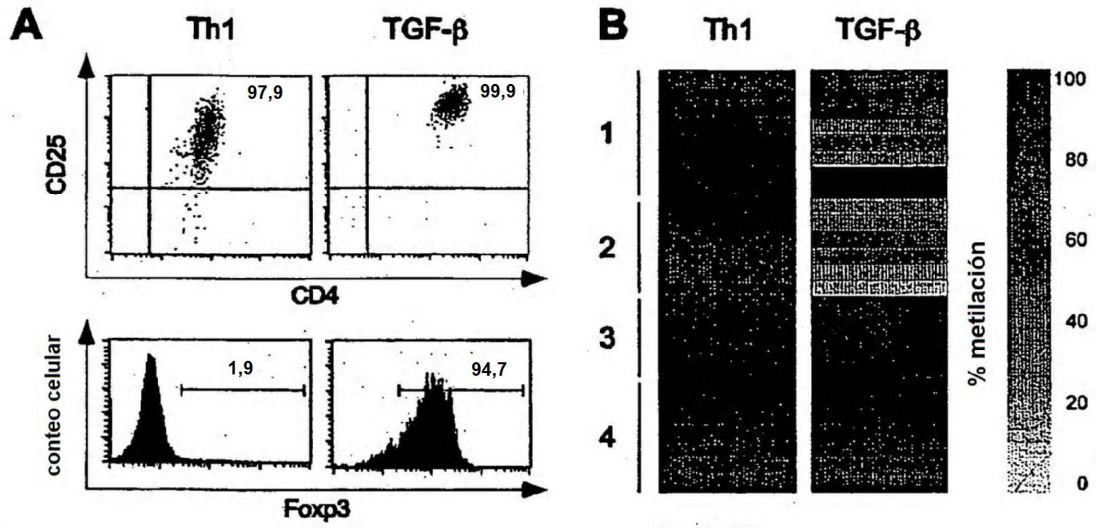 A
Th1
TGF-β
97,9
99,9
CD25
CD4
1,9
94,7
conteo celular
Foxp3
B
Th1
TGF-β
1
2
3
4
% metilación
100
80
60
40
20
0